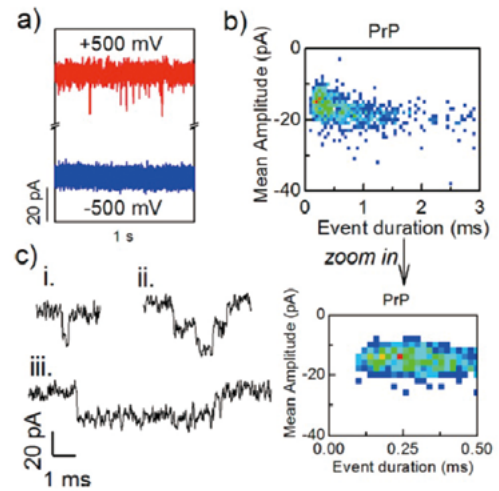 a)
+500 mV
-500 mV
20 pA
1 s
b)
PrP
Mean Amplitude (pA)
0
-20
-40
0 1 2 3
Event duration (ms)
zoom in
PrP
Mean Amplitude (pA)
0
-20
-40
0.00 0.25 0.50
Event duration (ms)
c)
i.
ii.
iii.
20 pA
1 ms